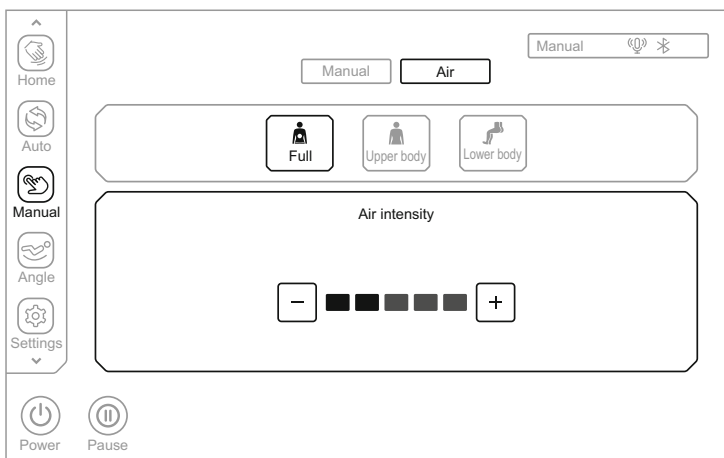 Home
Auto
Manual
Angle
Settings
Power
Pause
Manual
Air
Manual
Full
Upper body
Lower body
Air intensity